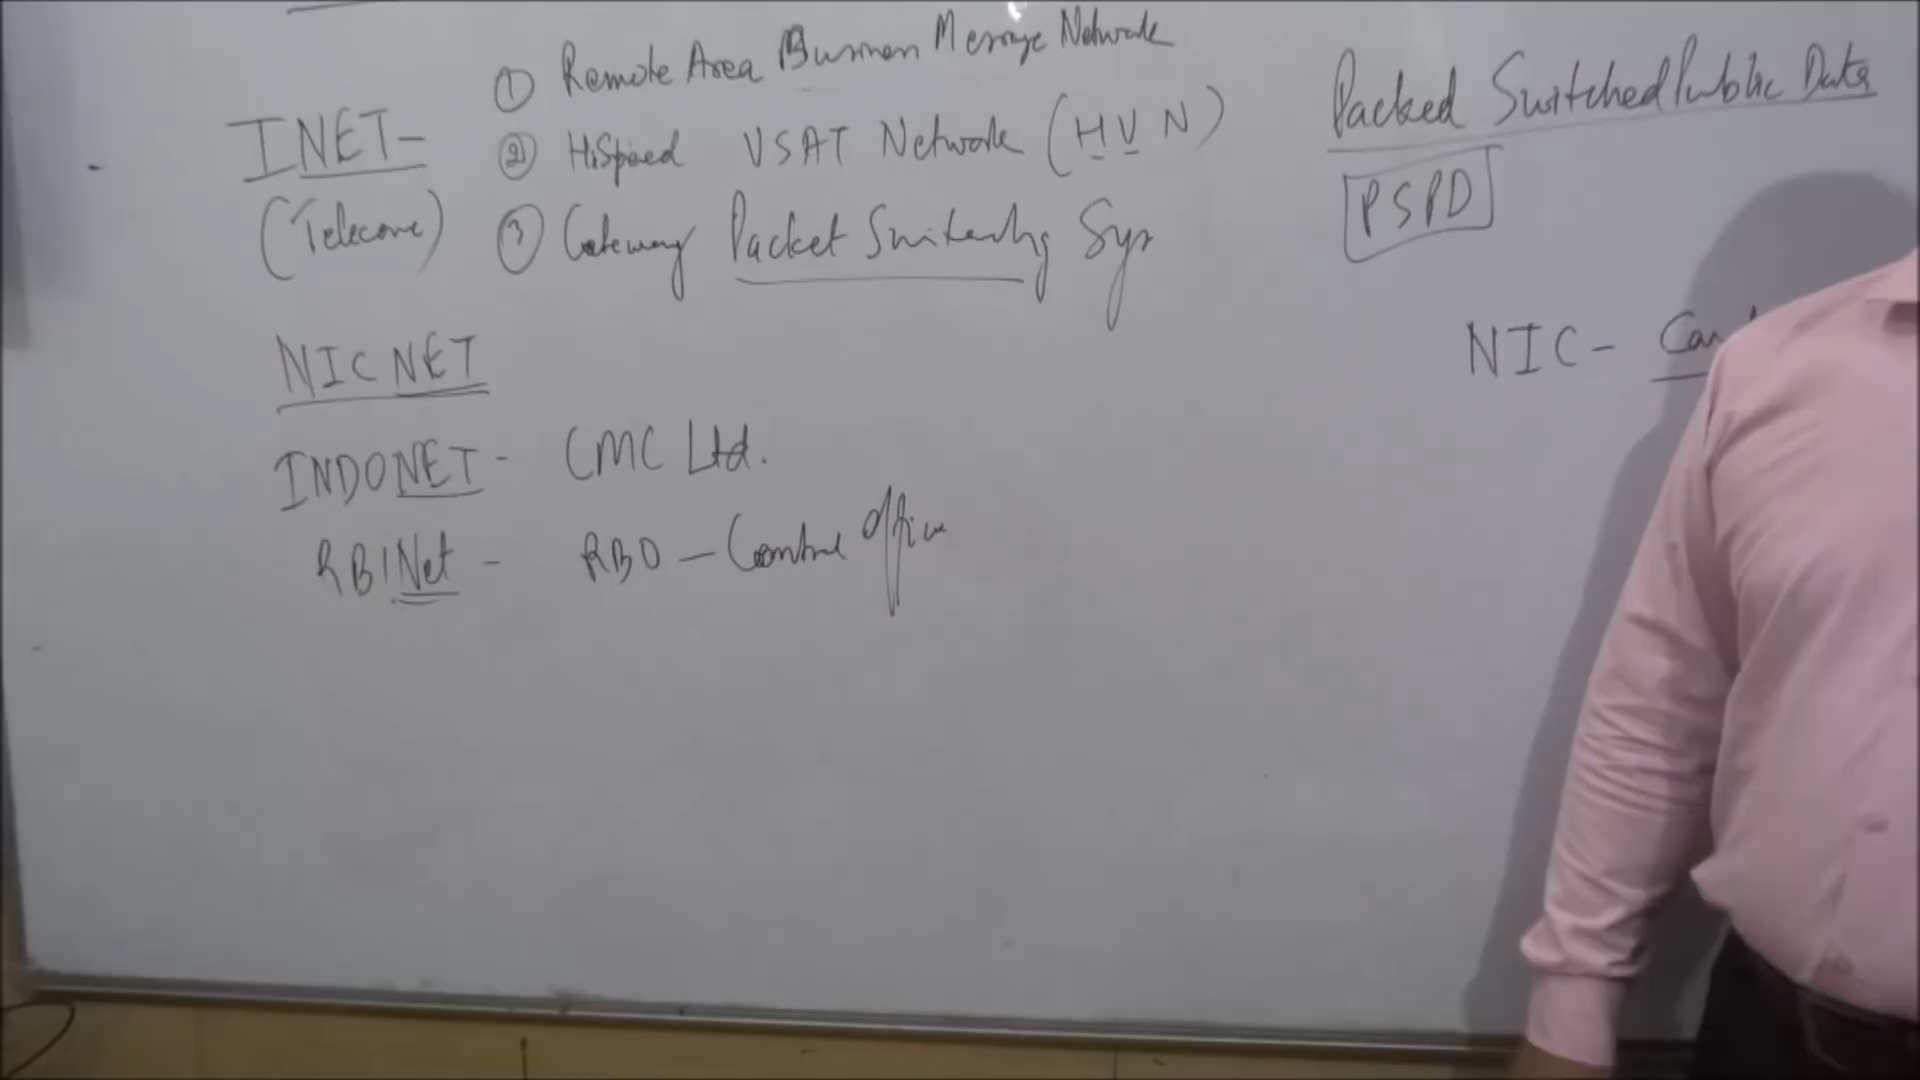 ① Remote Area Business Message Network
INET- ② HiSpeed VSAT Network (HVN)
(Telecom) ③ Gateway Packet Switching Sys
Packed Switched Public Data
PSPD
NICNET
NIC-
INDONET - CMC Ltd.
RBINet - RBO - Central Office